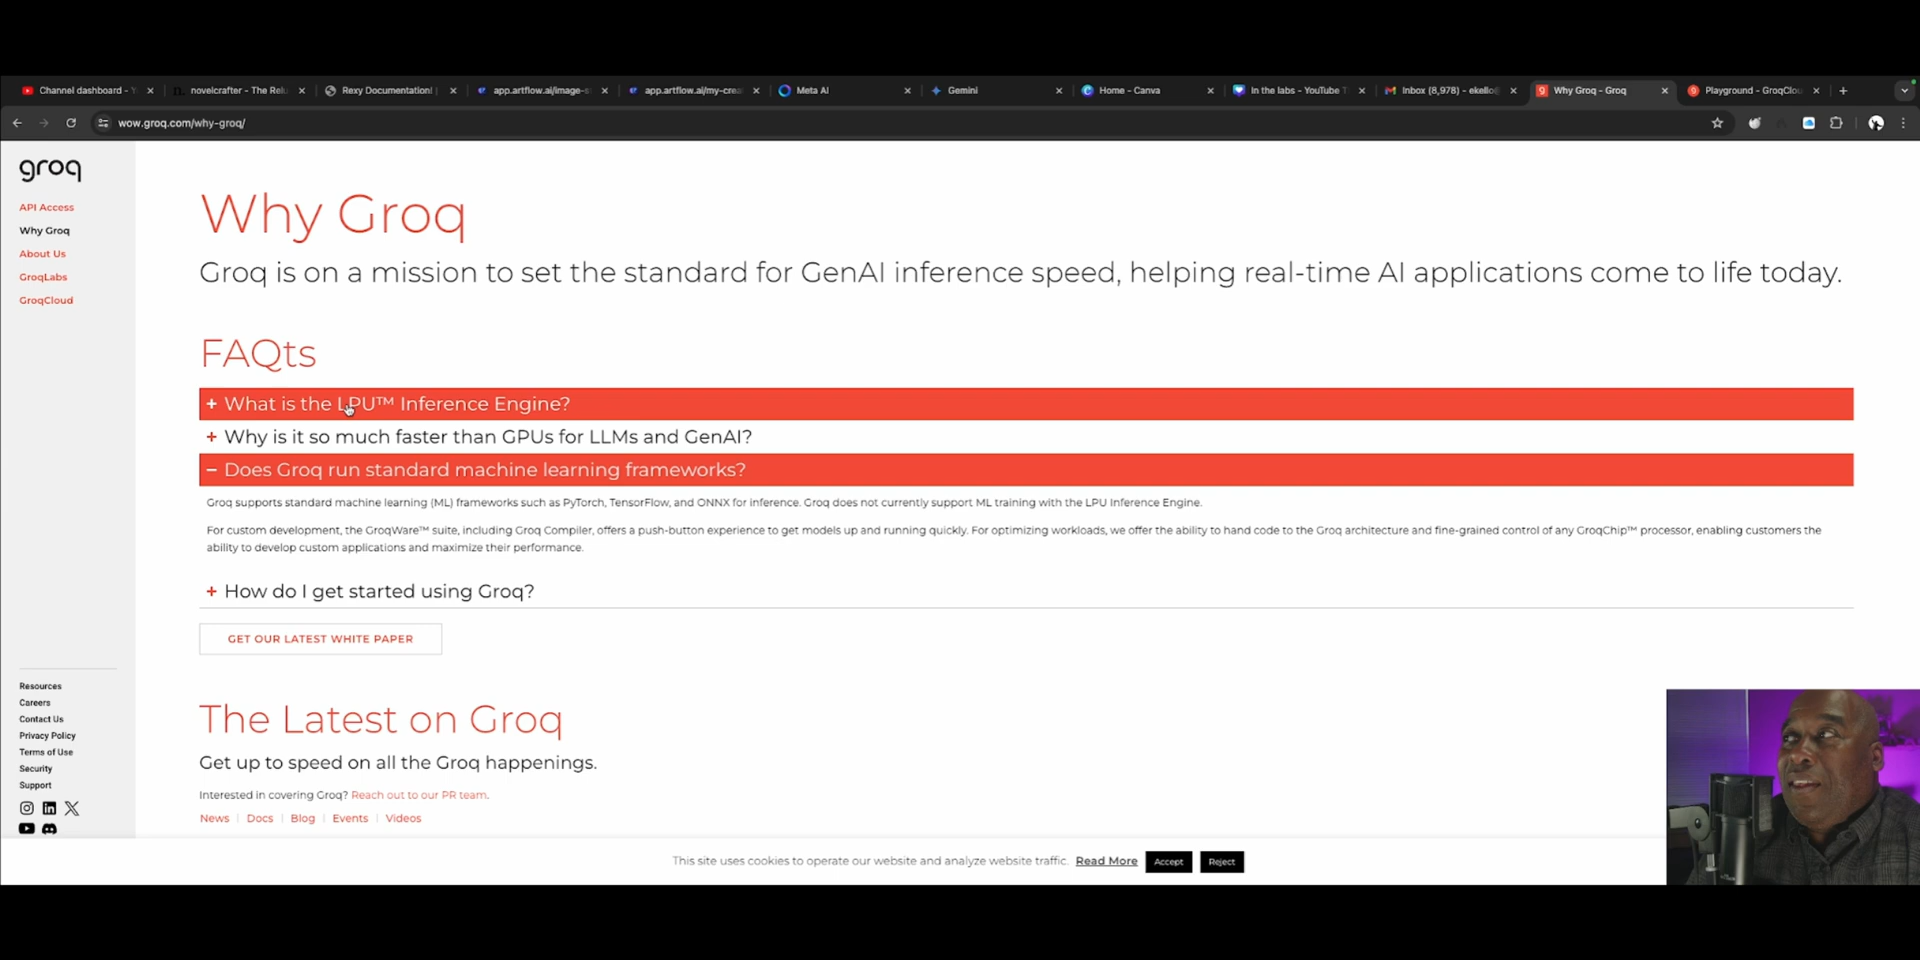 Channel dashboard - Y
novelcrafter - The Relu
Rexy Documentation!
app.artflow.ai/image-s
app.artflow.ai/my-crea
Meta AI
Gemini
Home - Canva
In the labs - YouTube T
Inbox (8,978) - ekello@
Why Groq - Groq
Playground - GroqClou
wow.groq.com/why-groq/
groq
API Access
Why Groq
About Us
GroqLabs
GroqCloud
Why Groq
Groq is on a mission to set the standard for GenAI inference speed, helping real-time AI applications come to life today.
FAQts
+ What is the LPU™ Inference Engine?
+ Why is it so much faster than GPUs for LLMs and GenAI?
− Does Groq run standard machine learning frameworks?
Groq supports standard machine learning (ML) frameworks such as PyTorch, TensorFlow, and ONNX for inference. Groq does not currently support ML training with the LPU Inference Engine.
For custom development, the GroqWare™ suite, including Groq Compiler, offers a push-button experience to get models up and running quickly. For optimizing workloads, we offer the ability to hand code to the Groq architecture and fine-grained control of any GroqChip™ processor, enabling customers the
ability to develop custom applications and maximize their performance.
+ How do I get started using Groq?
GET OUR LATEST WHITE PAPER
The Latest on Groq
Get up to speed on all the Groq happenings.
Interested in covering Groq? Reach out to our PR team.
News | Docs | Blog | Events | Videos
Resources
Careers
Contact Us
Privacy Policy
Terms of Use
Security
Support
This site uses cookies to operate our website and analyze website traffic. Read More Accept Reject